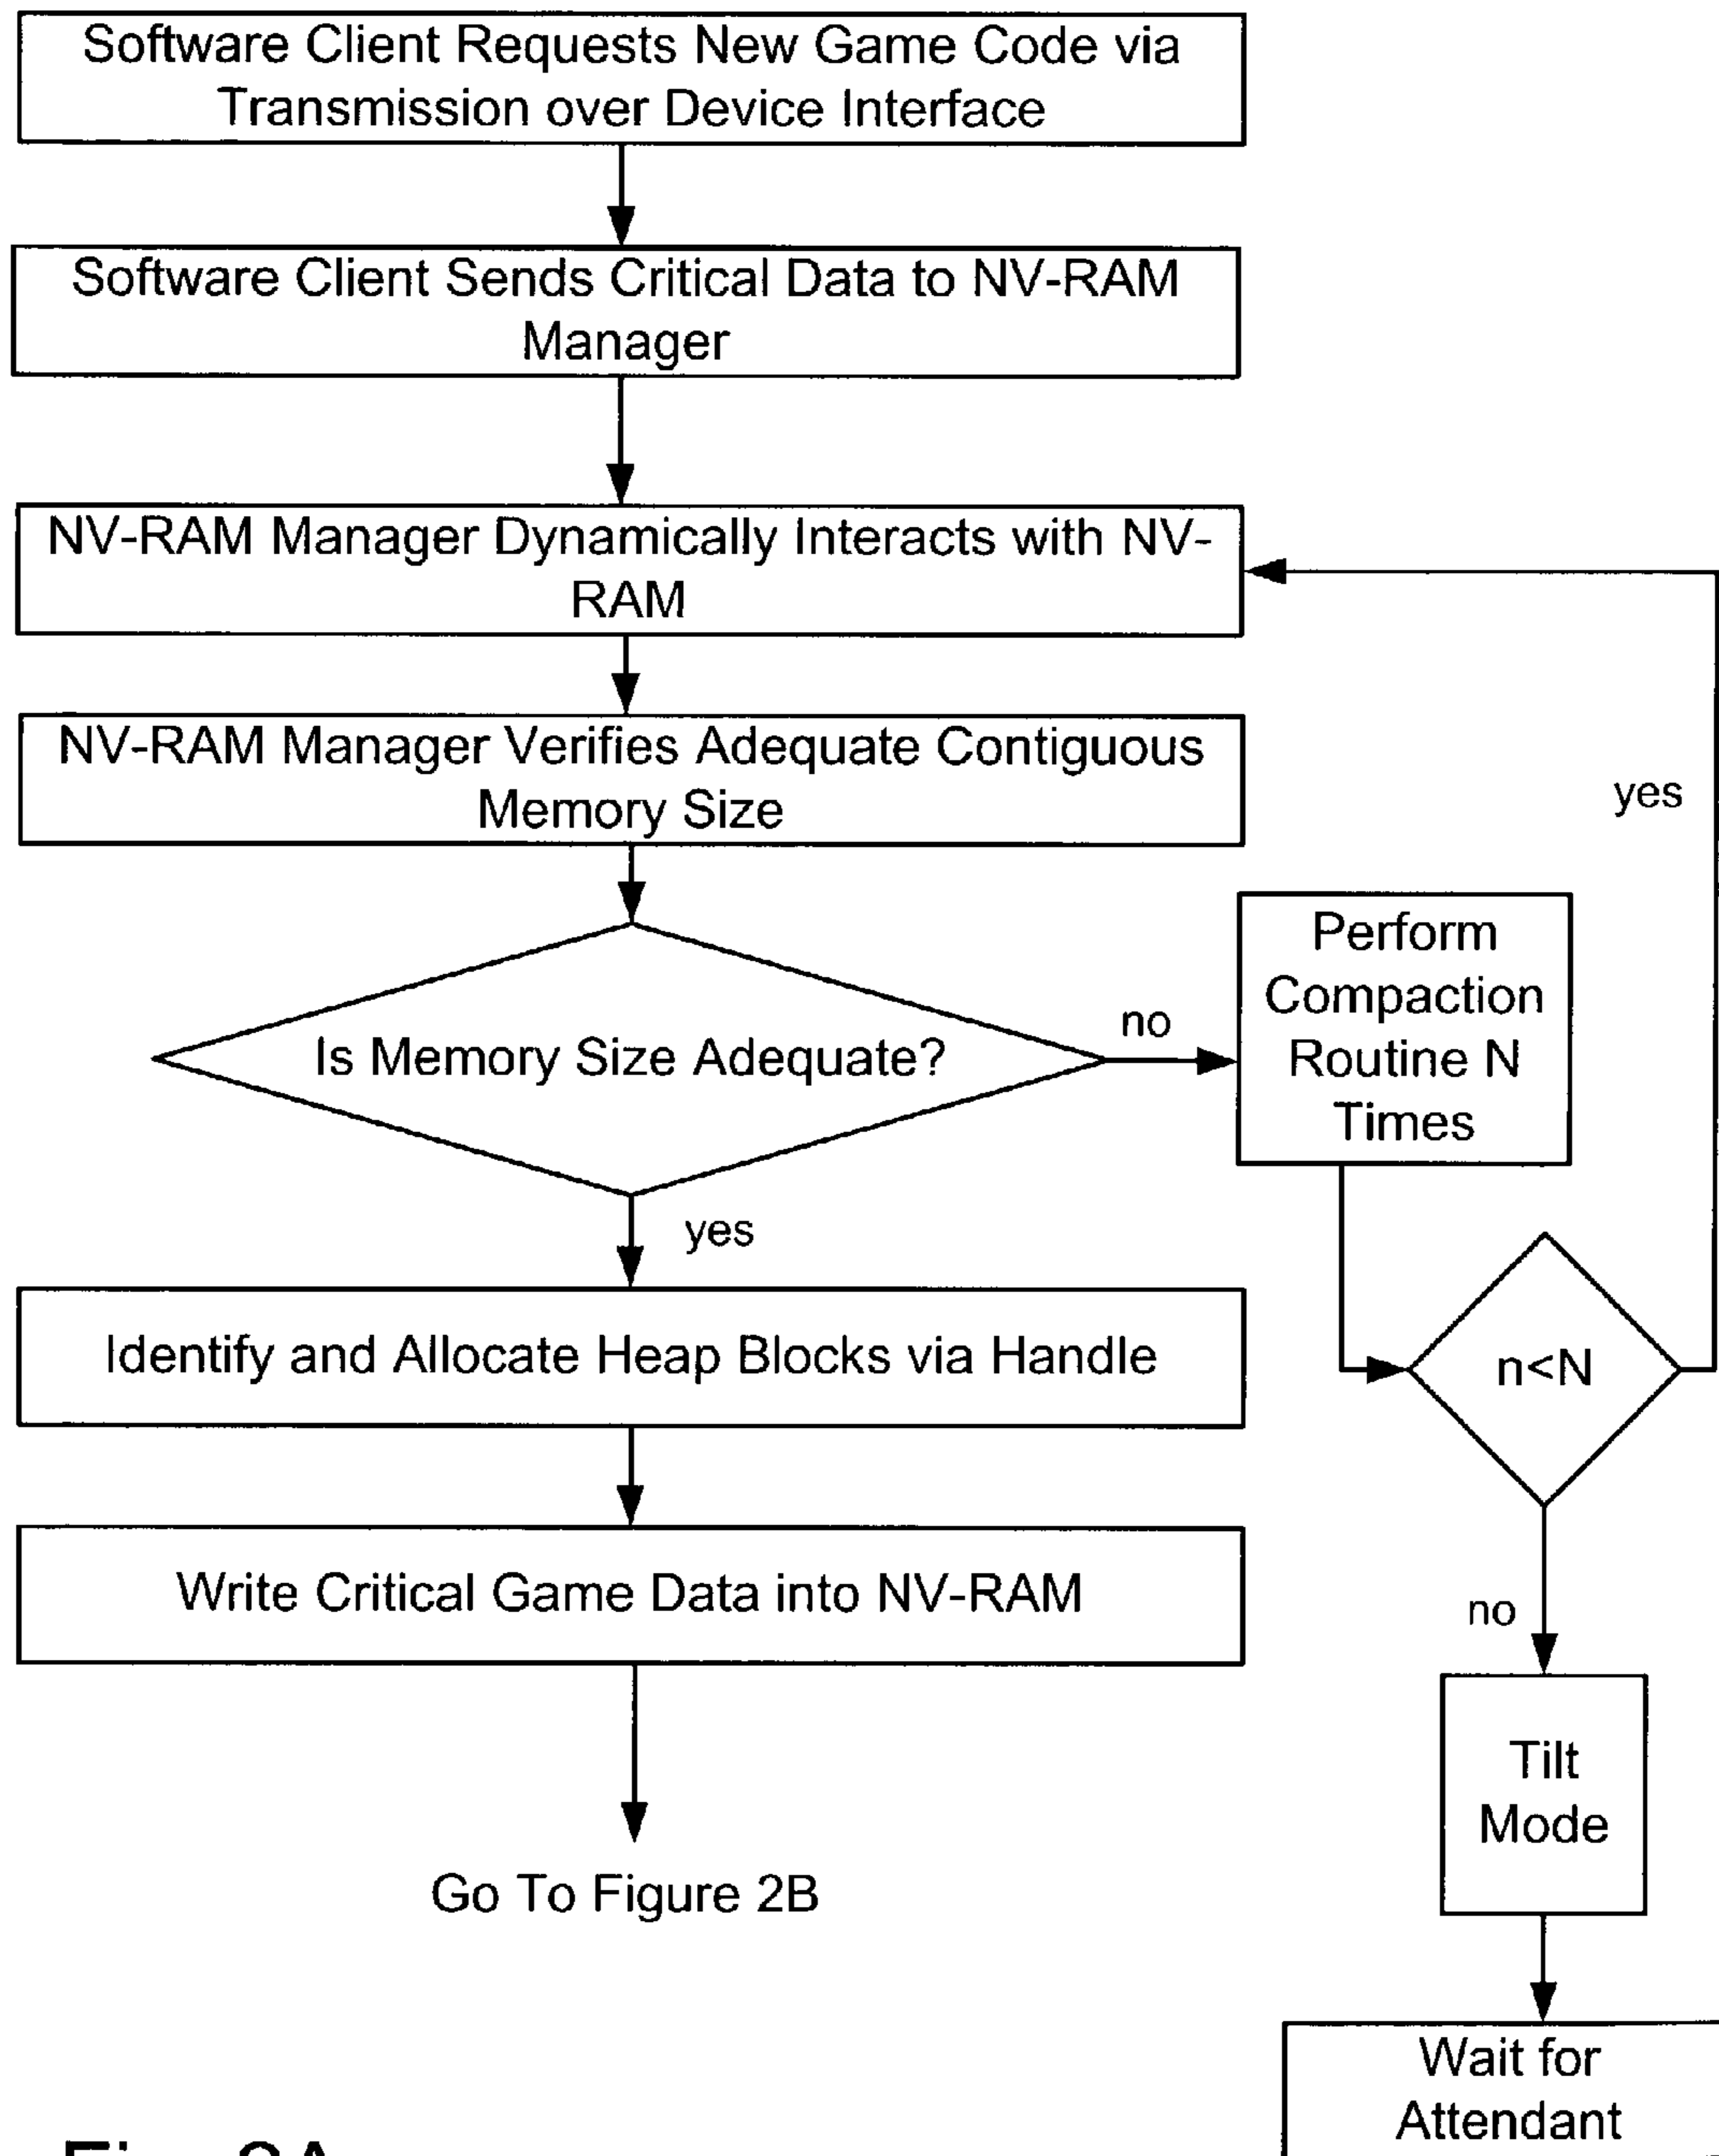 Software Client Requests New Game Code via
Transmission over Device Interface
Software Client Sends Critical Data to NV-RAM
Manager
NV-RAM Manager Dynamically Interacts with NV-
RAM
NV-RAM Manager Verifies Adequate Contiguous
Memory Size
yes
Is Memory Size Adequate?
no
Perform
Compaction
Routine N
Times
yes
Identify and Allocate Heap Blocks via Handle
n<N
Write Critical Game Data into NV-RAM
no
Tilt
Mode
Go To Figure 2B
Wait for
Attendant